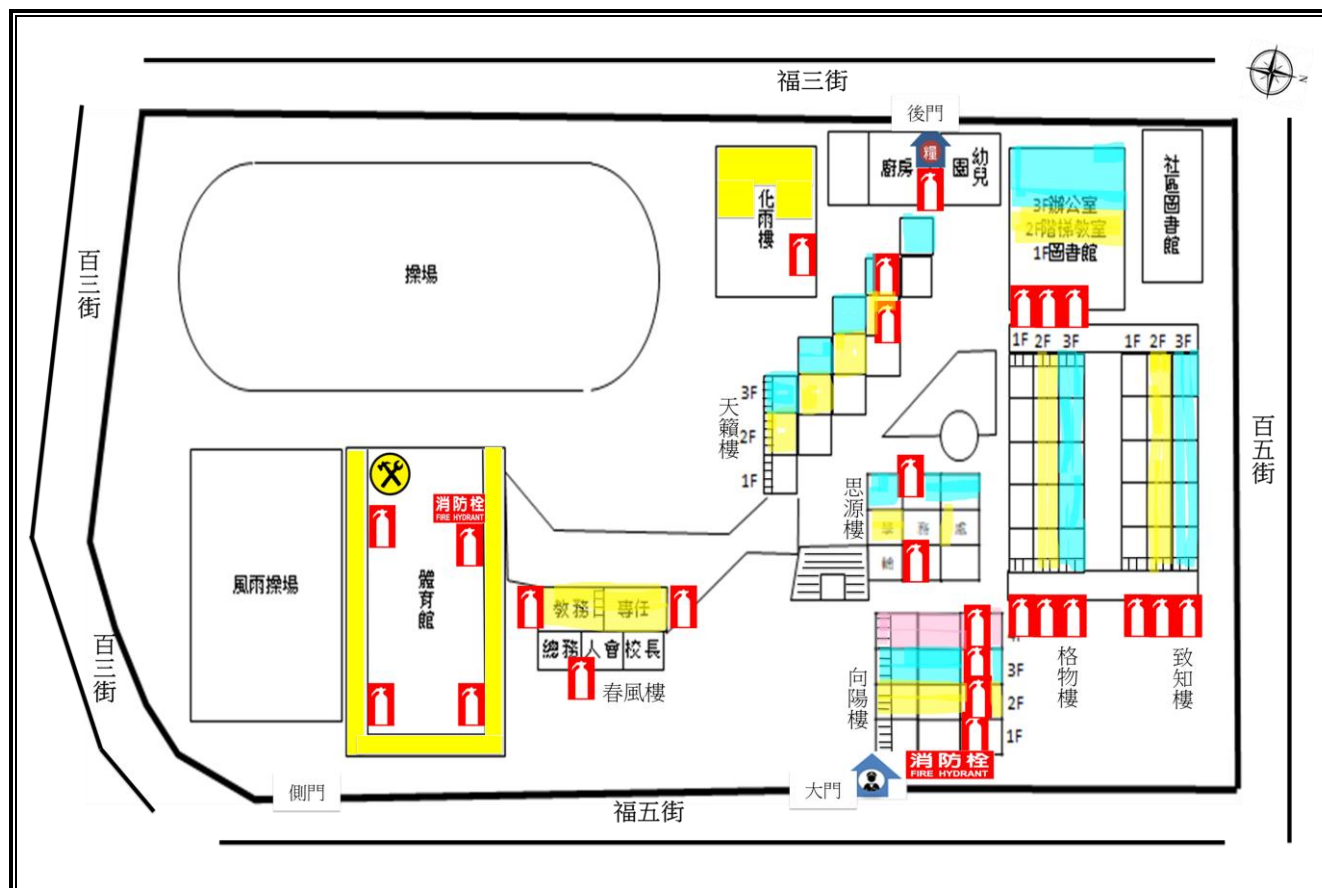 福三街
N
後門
糧
廚房
幼兒園
社區圖書館
化雨樓
3F辦公室
2F階梯教室
1F圖書館
百三街
操場
1F 2F 3F
1F 2F 3F
天籟樓
3F
2F
1F
百五街
思源樓
學務處
消防栓
FIRE HYDRANT
風雨操場
體育館
教務
專任
總務
人會
校長
春風樓
百三街
向陽樓
3F
2F
1F
格物樓
致知樓
消防栓
FIRE HYDRANT
側門
大門
福五街